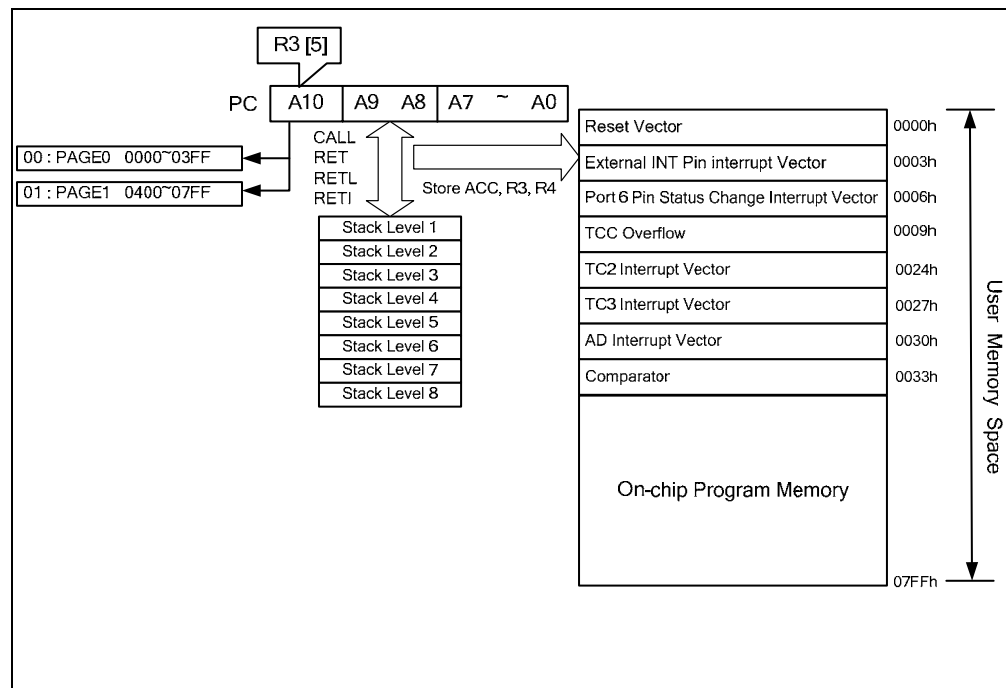 R3 [5]
PC A10 A9 A8 A7 ~ A0
00 : PAGE0 0000~03FF
01 : PAGE1 0400~07FF
CALL
RET
RETL
RETI
Store ACC, R3, R4
Stack Level 1
Stack Level 2
Stack Level 3
Stack Level 4
Stack Level 5
Stack Level 6
Stack Level 7
Stack Level 8
Reset Vector 0000h
External INT Pin interrupt Vector 0003h
Port 6 Pin Status Change Interrupt Vector 0006h
TCC Overflow 0009h
TC2 Interrupt Vector 0024h
TC3 Interrupt Vector 0027h
AD Interrupt Vector 0030h
Comparator 0033h
On-chip Program Memory
07FFh
User Memory Space